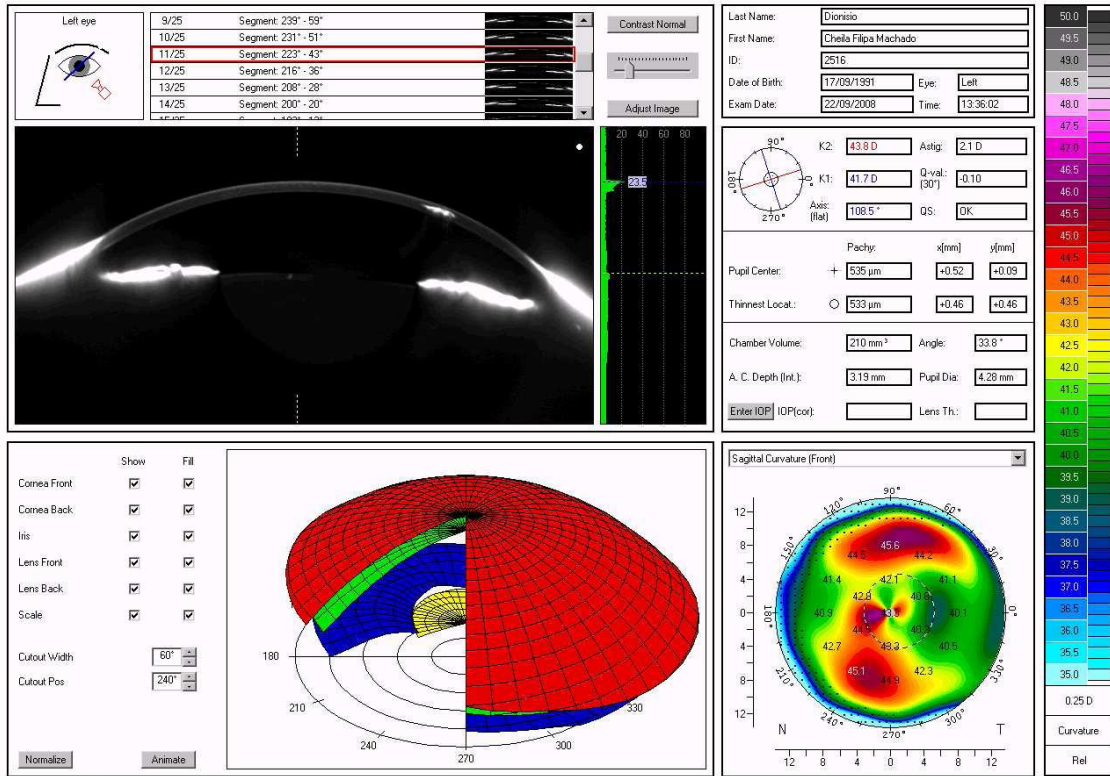 Left eye
9/25 Segment: 239° - 59°
10/25 Segment: 231° - 51°
11/25 Segment: 223° - 43°
12/25 Segment: 216° - 36°
13/25 Segment: 208° - 28°
14/25 Segment: 200° - 20°
Contrast Normal
Adjust Image
20 40 60 80
23.5
Last Name: Dionisio
First Name: Cheila Filipa Machado
ID: 2516
Date of Birth: 17/09/1991 Eye: Left
Exam Date: 22/09/2008 Time: 13:36:02
90°
180° 0°
270°
K2: 43.8 D Astig: 2.1 D
K1: 41.7 D Q-val.: (30°) -0.10
Axis: (flat) 108.5 ° QS: OK
Pachy: x[mm] y[mm]
Pupil Center: + 535 µm +0.52 +0.09
Thinnest Locat.: O 533 µm +0.46 +0.46
Chamber Volume: 210 mm³ Angle: 33.8 °
A. C. Depth (Int.): 3.19 mm Pupil Dia: 4.28 mm
Enter IOP IOP(cor): Lens Th.:
Show Fill
Cornea Front
Cornea Back
Iris
Lens Front
Lens Back
Scale
Cutout Width 60°
Cutout Pos 240°
Normalize Animate
180
210
240
270
300
330
Sagittal Curvature (Front)
90°
120° 60°
150° 30°
180° 0°
210° 330°
240° 300°
270°
12
8
4
0
4
8
12
45.6
44.5 44.2
41.4 42.1 41.1
42.8
40.9 40.1
42.7 43.3 40.5
45.1 42.3
44.9
N T
12 8 4 0 4 8 12
50.0
49.5
49.0
48.5
48.0
47.5
47.0
46.5
46.0
45.5
45.0
44.5
44.0
43.5
43.0
42.5
42.0
41.5
41.0
40.5
40.0
39.5
39.0
38.5
38.0
37.5
37.0
36.5
36.0
35.5
35.0
0.25 D
Curvature
Rel